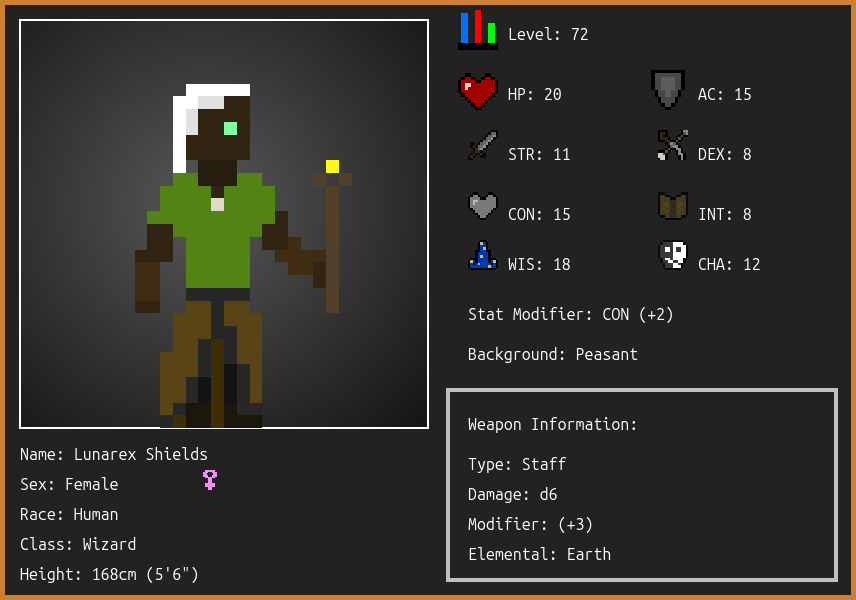 Level: 72
HP: 20
AC: 15
STR: 11
DEX: 8
CON: 15
INT: 8
WIS: 18
CHA: 12
Stat Modifier: CON (+2)
Background: Peasant
Weapon Information:
Type: Staff
Damage: d6
Modifier: (+3)
Elemental: Earth
Name: Lunarex Shields
Sex: Female
Race: Human
Class: Wizard
Height: 168cm (5'6")